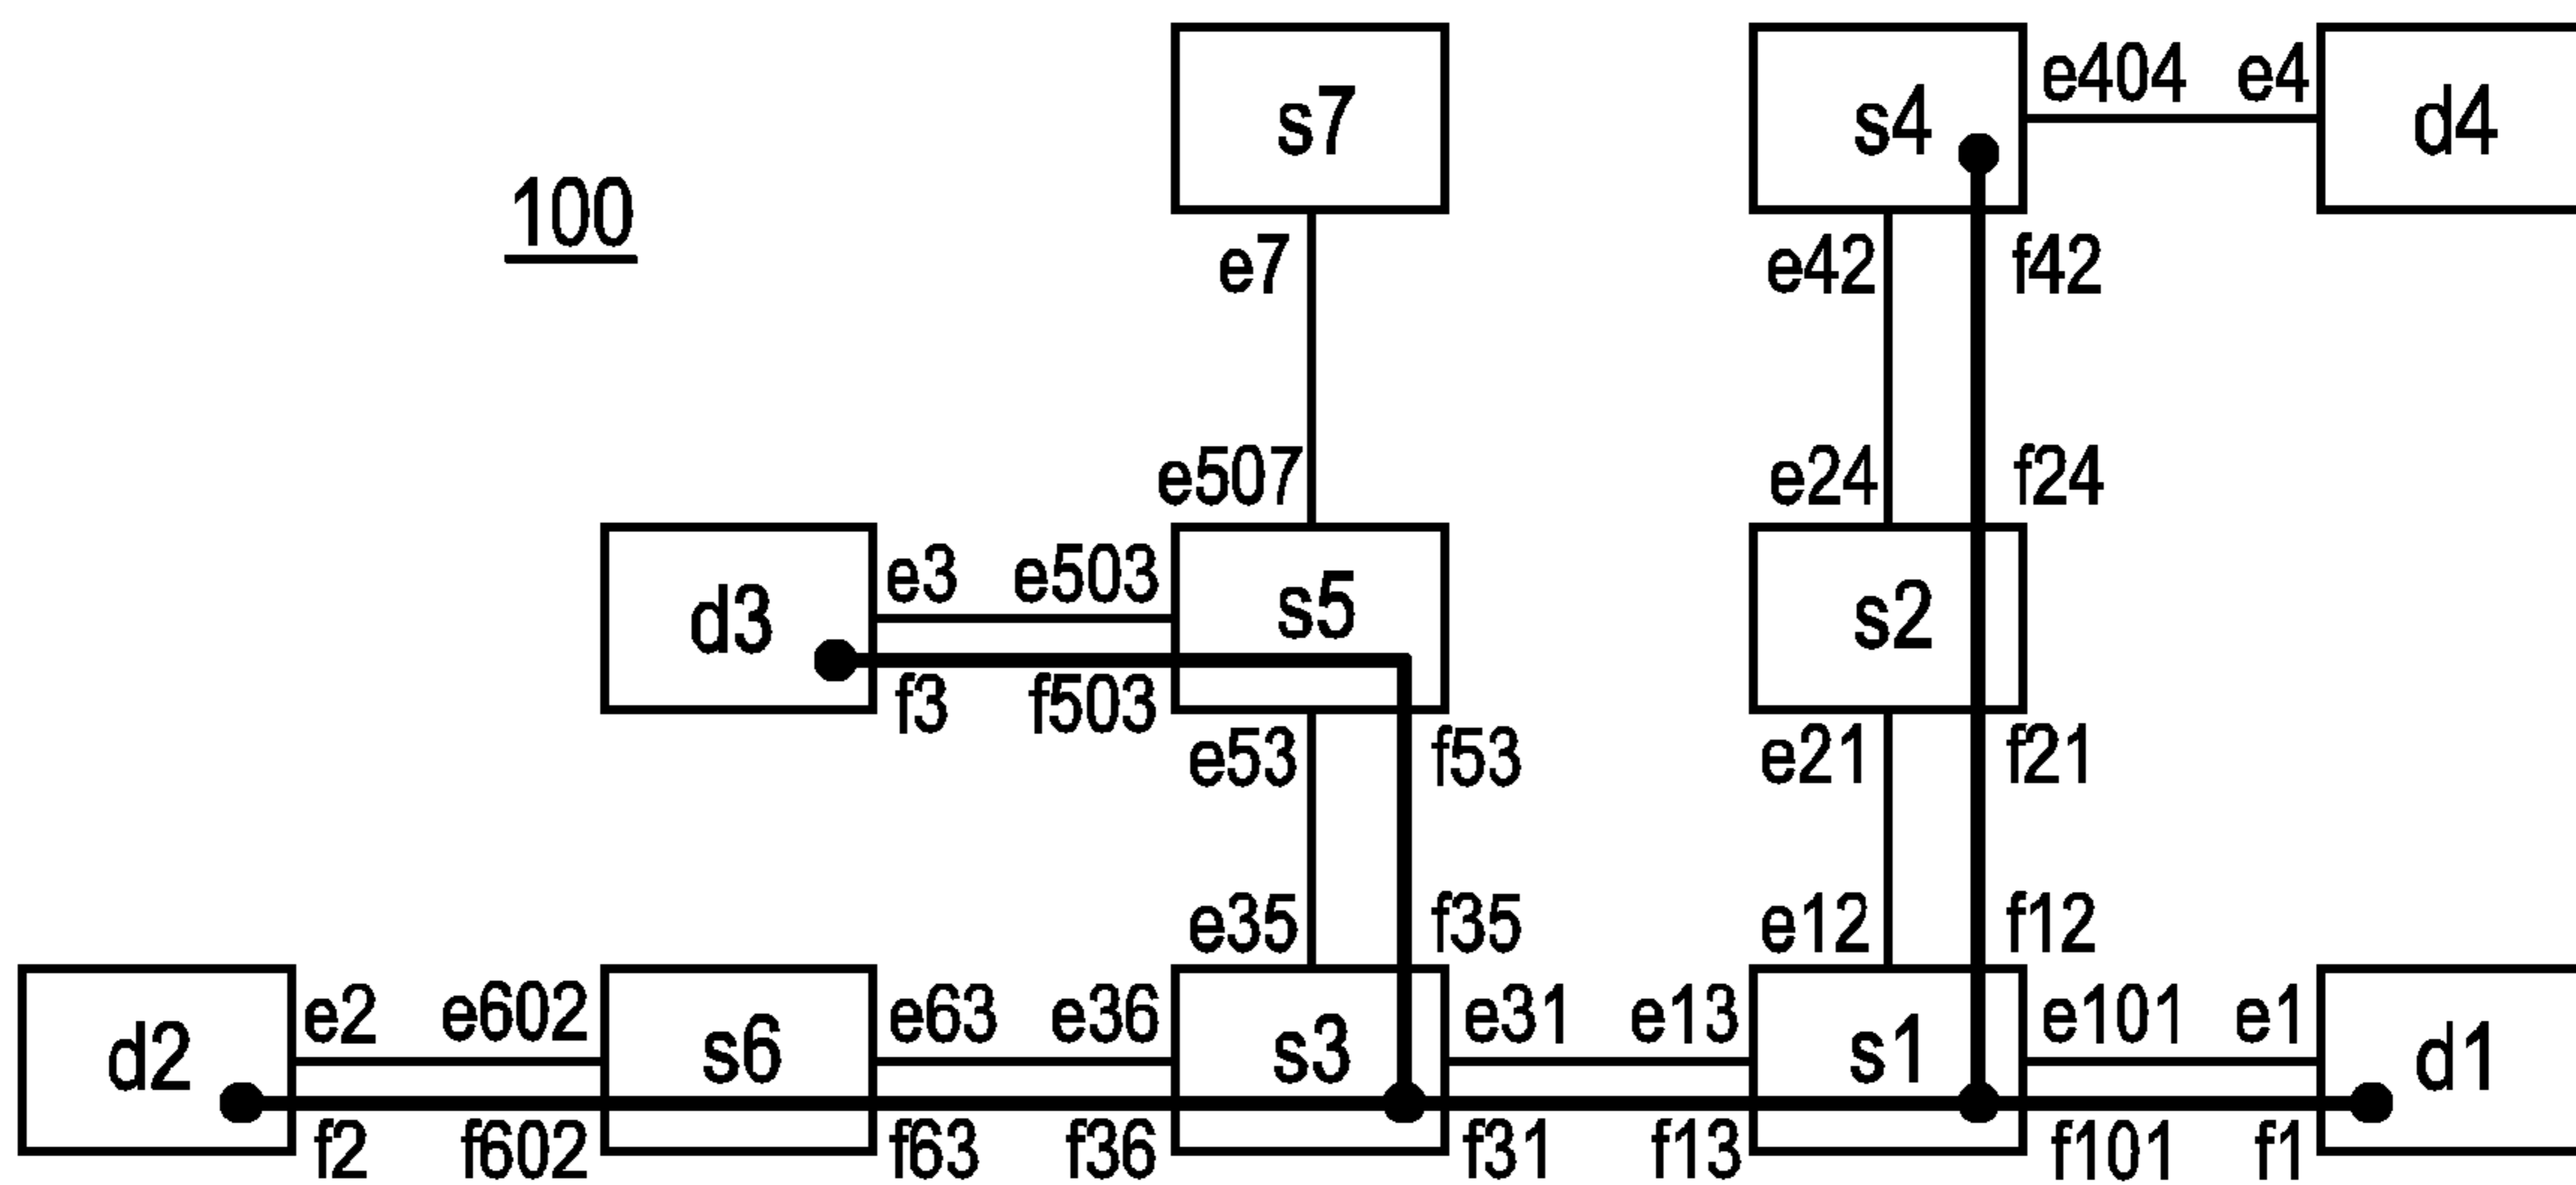 s7 s4 e404 e4 d4
100
e7 e42 f42
e507 e24 f24
d3 e3 e503 s5 s2
f3 f503
e53 f53 e21 f21
e35 f35 e12 f12
d2 e2 e602 s6 e63 e36 s3 e31 e13 s1 e101 e1 d1
f2 f602 f63 f36 f31 f13 f101 f1